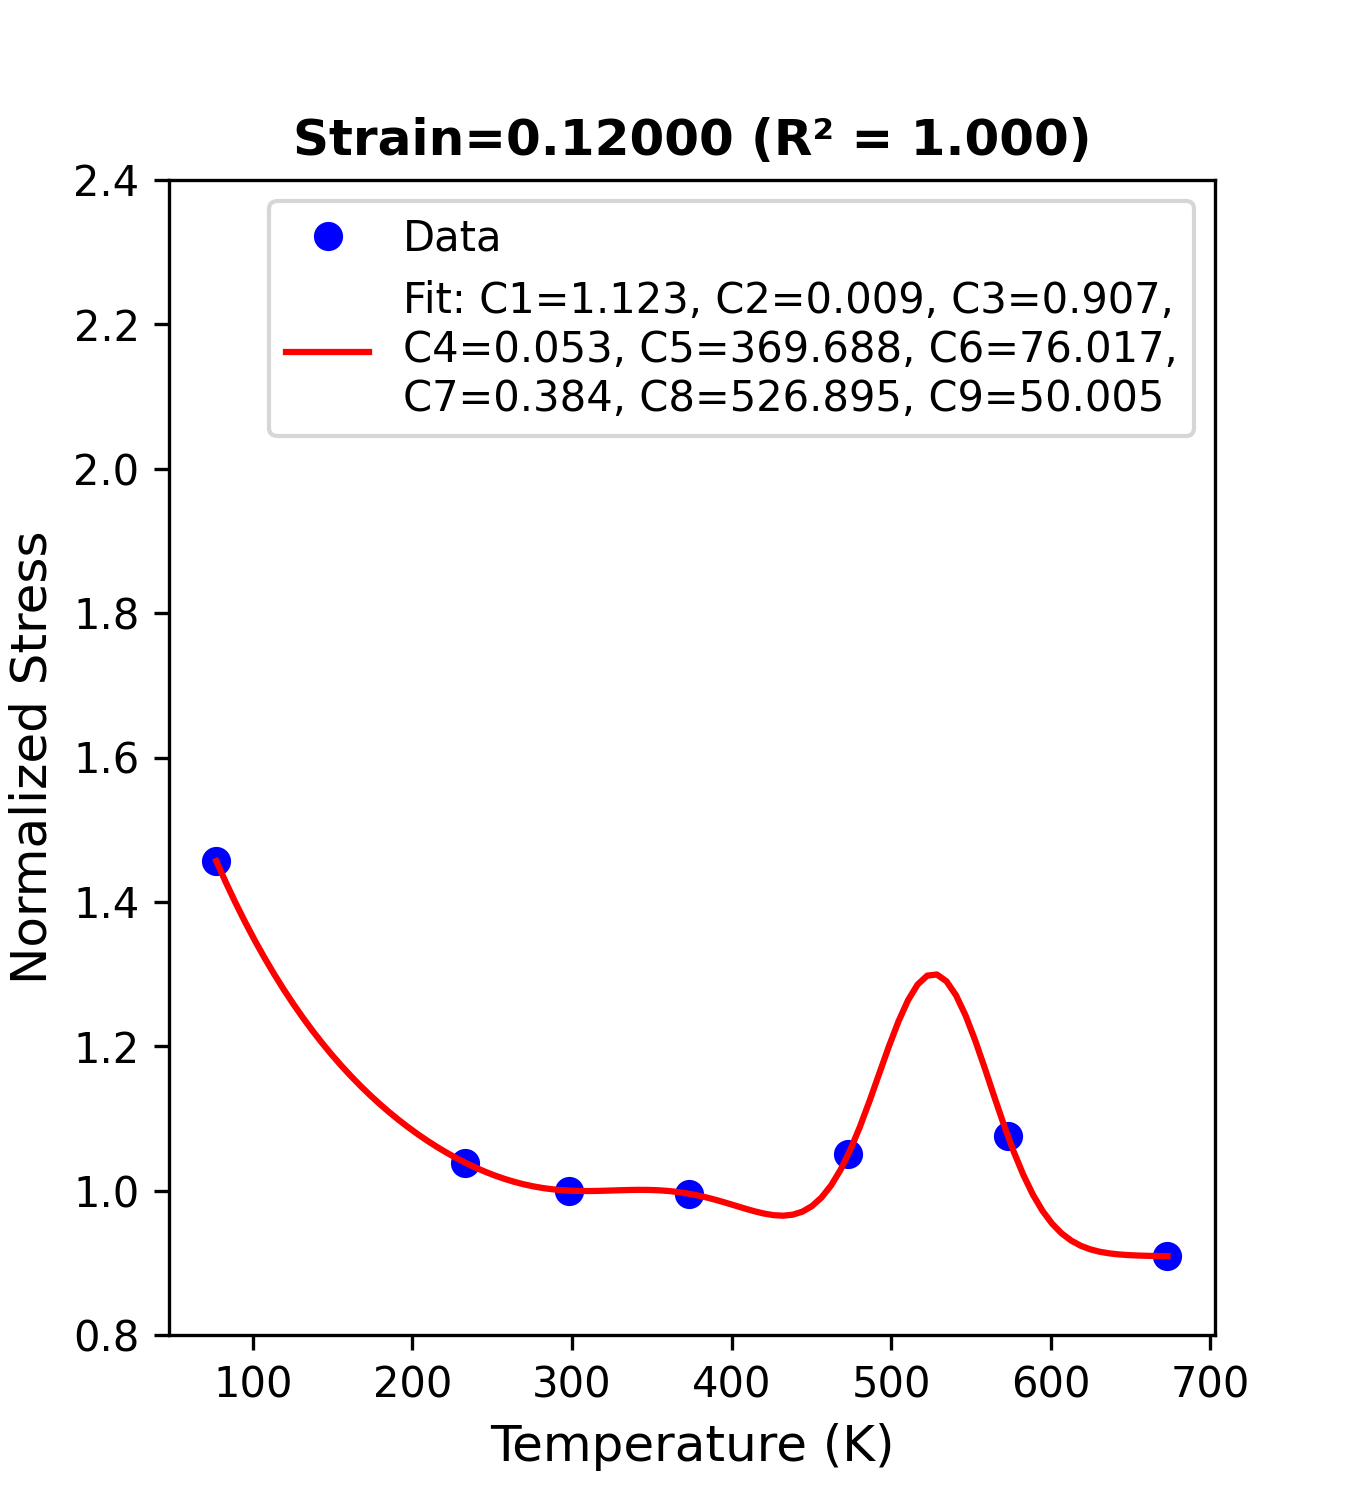 Strain=0.12000 (R² = 1.000)
2.4
2.2
2.0
1.8
1.6
1.4
1.2
1.0
0.8
Normalized Stress
Data
Fit: C1=1.123, C2=0.009, C3=0.907,
C4=0.053, C5=369.688, C6=76.017,
C7=0.384, C8=526.895, C9=50.005
100 200 300 400 500 600 700
Temperature (K)